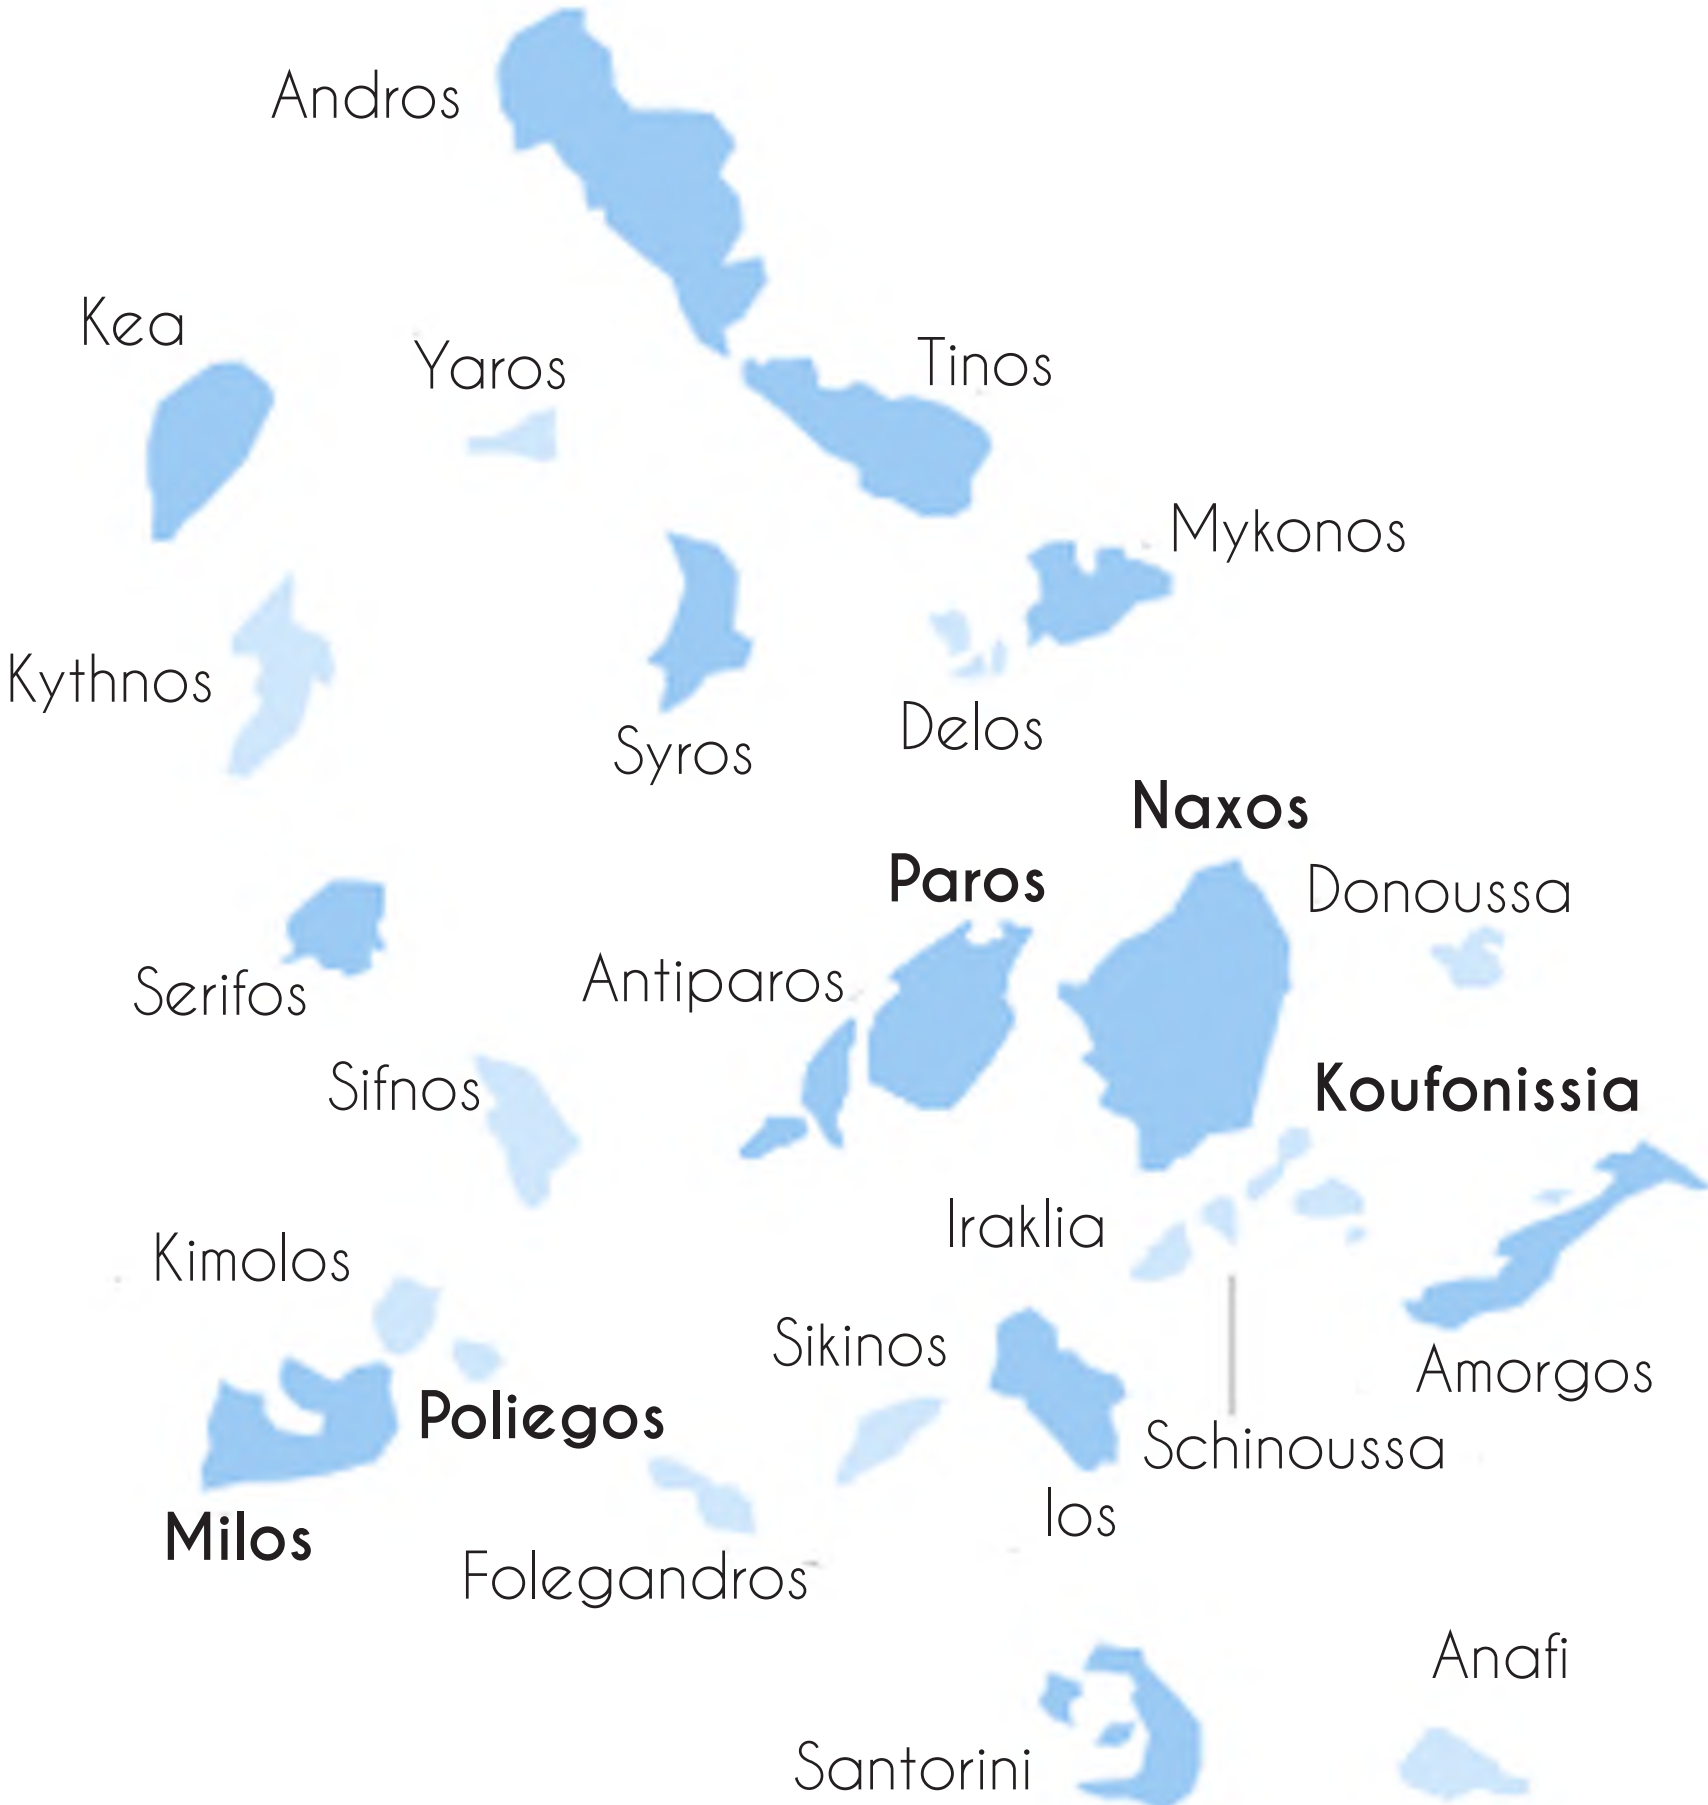 Andros
Kea
Yaros
Tinos
Mykonos
Kythnos
Syros
Delos
Naxos
Paros
Donoussa
Antiparos
Serifos
Sifnos
Koufonissia
Iraklia
Kimolos
Sikinos
Amorgos
Poliegos
Schinoussa
Ios
Milos
Folegandros
Anafi
Santorini